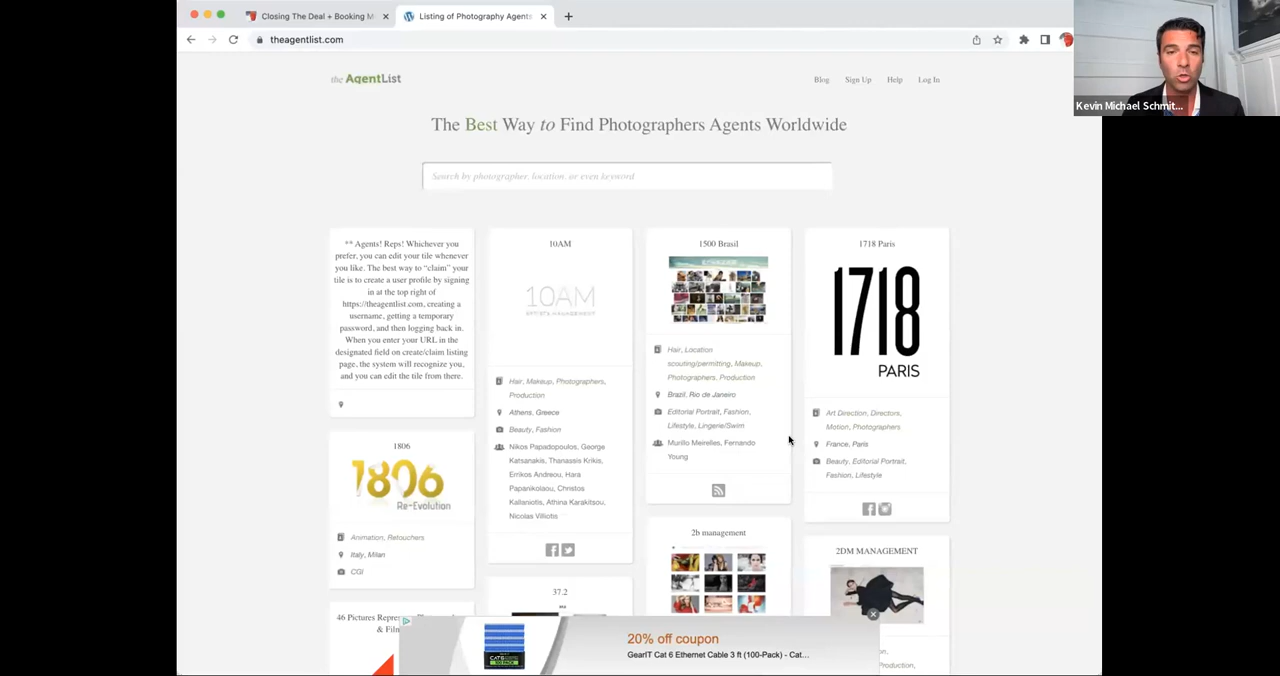 Closing The Deal + Booking M
Listing of Photography Agents
theagentlist.com
Kevin Michael Schmit...
the AgentList
Blog
Sign Up
Help
Log In
The Best Way to Find Photographers Agents Worldwide
Search by photographer, location, or even keyword
** Agents! Reps! Whichever you
prefer, you can edit your tile whenever
you like. The best way to “claim” your
tile is to create a user profile by signing
in at the top right of
https://theagentlist.com, creating a
username, getting a temporary
password, and then logging back in.
When you enter your URL in the
designated field on create/claim listing
page, the system will recognize you,
and you can edit the tile from there.
1806
1806
Re-Evolution
Animation, Retouchers
Italy, Milan
CGI
46 Pictures Repres
& Fil
10AM
10AM
ARTISTS MANAGEMENT
Hair, Makeup, Photographers,
Production
Athens, Greece
Beauty, Fashion
Nikos Papadopoulos, George
Katsanakis, Thanassis Krikis,
Errikos Andreou, Hara
Papanikolaou, Christos
Kallaniotis, Athina Karakitsou,
Nicolas Villiotis
37.2
1500 Brasil
Hair, Location
scouting/permitting, Makeup,
Photographers, Production
Brazil, Rio de Janeiro
Editorial Portrait, Fashion,
Lifestyle, Lingerie/Swim
Murillo Meirelles, Fernando
Young
2b management
1718 Paris
1718
PARIS
Art Direction, Directors,
Motion, Photographers
France, Paris
Beauty, Editorial Portrait,
Fashion, Lifestyle
2DM MANAGEMENT
on,
Production,
20% off coupon
GearIT Cat 6 Ethernet Cable 3 ft (100-Pack) - Cat...